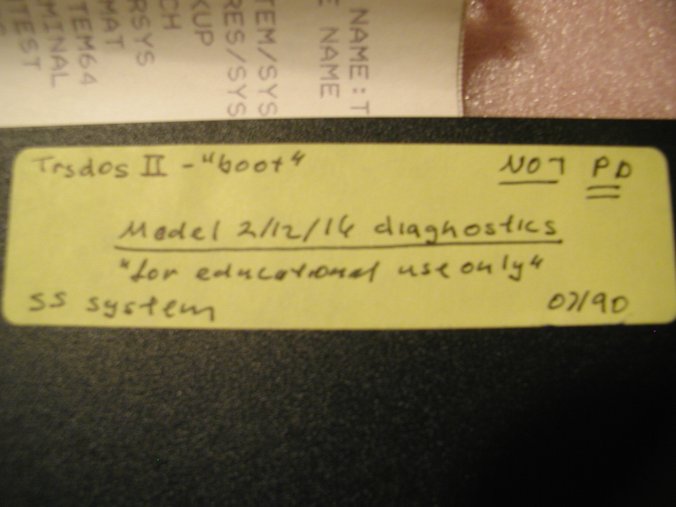 NAME:T
E NAME
TEM/SYS
RES/SYS
KUP
CH
RSYS
MAT
TEM64
MINAL
TEST
Trsdos II - "boot" NOT PD
Model 2/12/16 diagnostics
"for educational use only"
SS system 07/90